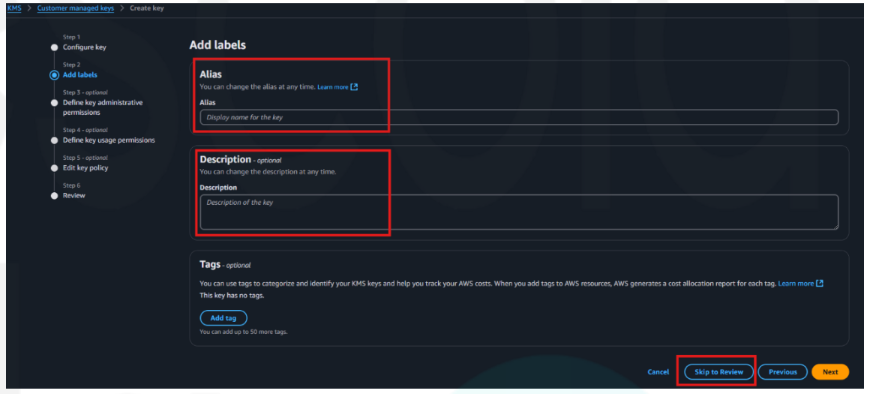 KMS > Customer managed keys > Create key
Step 1
Configure key
Step 2
Add labels
Step 3 - optional
Define key administrative
permissions
Step 4 - optional
Define key usage permissions
Step 5 - optional
Edit key policy
Step 6
Review
Add labels
Alias
You can change the alias at any time. Learn more
Alias
Display name for the key
Description - optional
You can change the description at any time.
Description
Description of the key
Tags - optional
You can use tags to categorize and identify your KMS keys and help you track your AWS costs. When you add tags to AWS resources, AWS generates a cost allocation report for each tag. Learn more
This key has no tags.
Add tag
You can add up to 50 more tags.
Cancel Skip to Review Previous Next